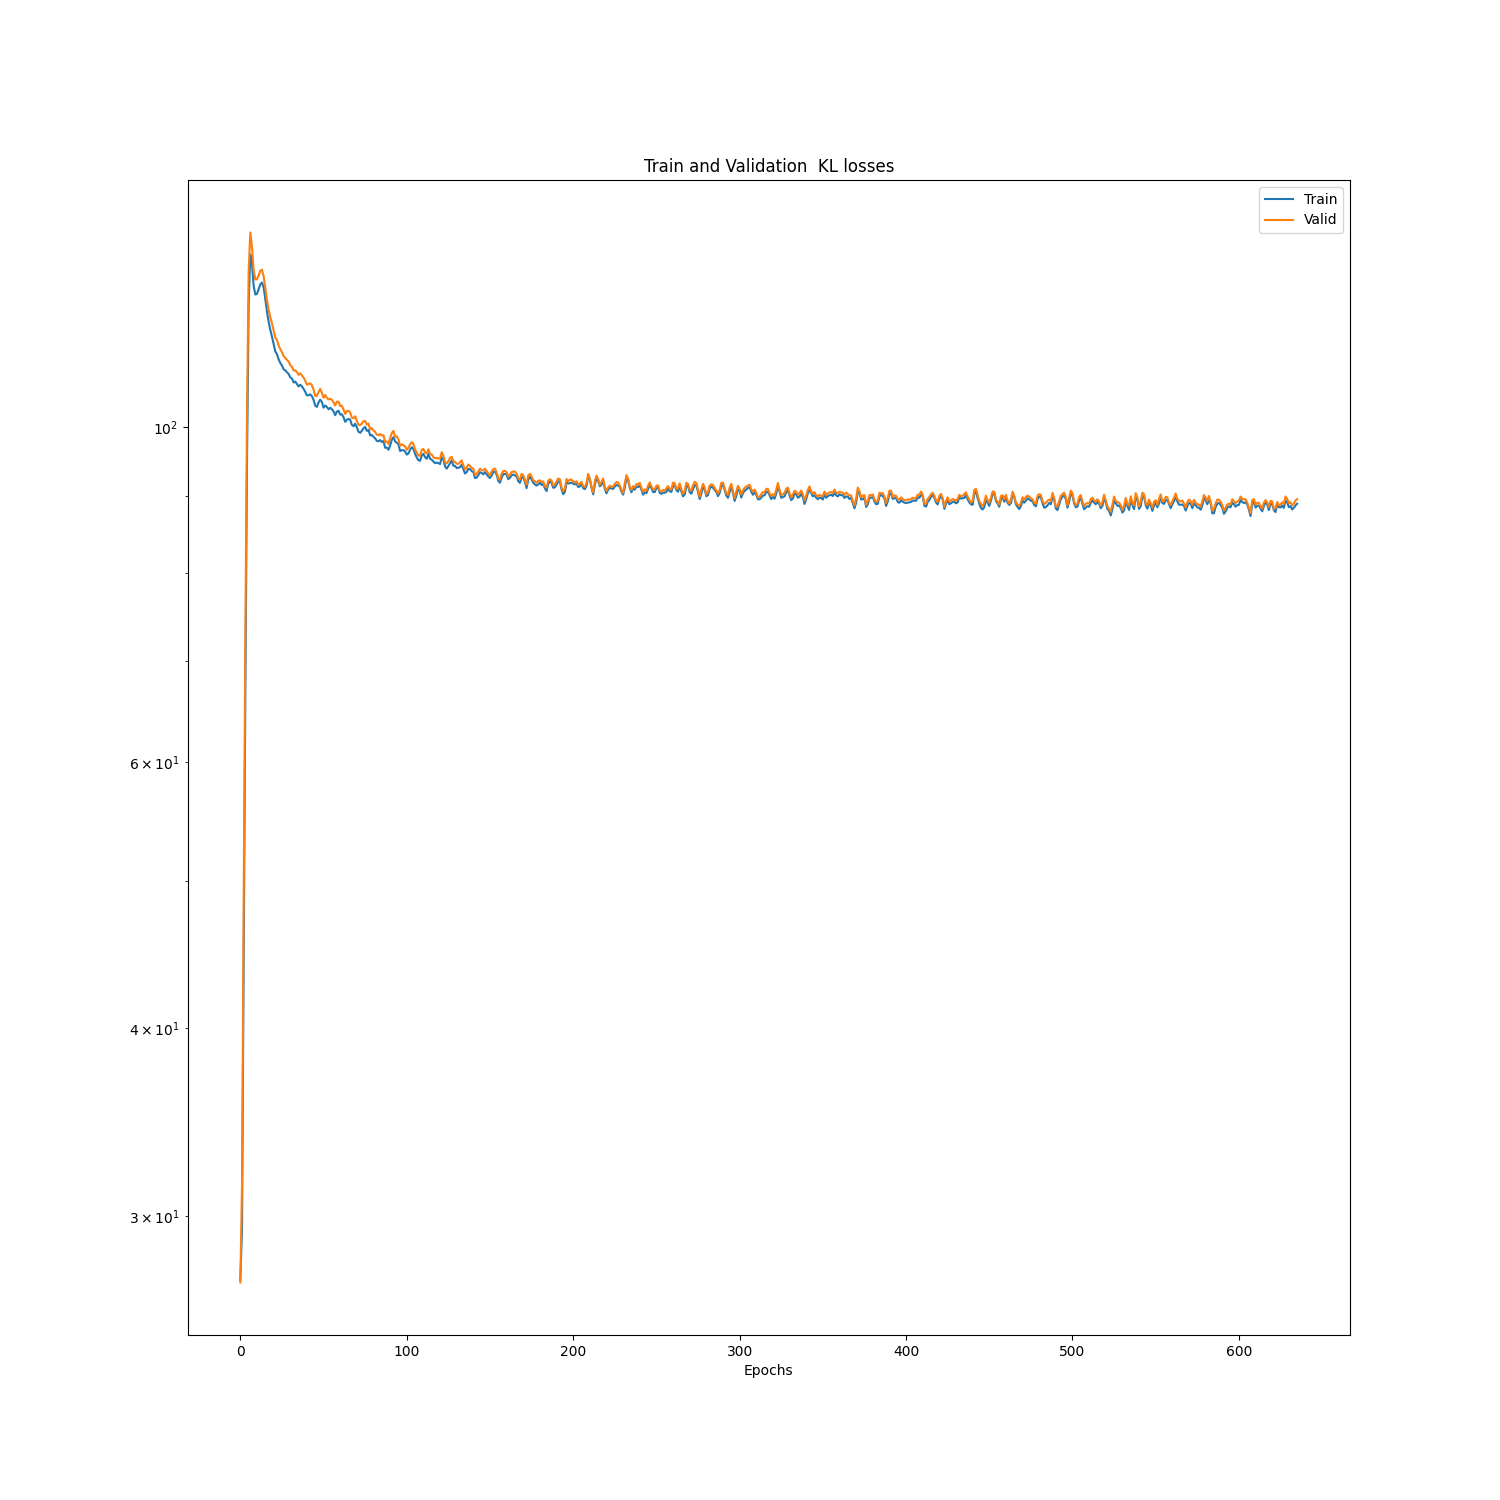 Train and Validation  KL losses
Train
Valid
10²
6 × 10¹
4 × 10¹
3 × 10¹
0 100 200 300 400 500 600
Epochs